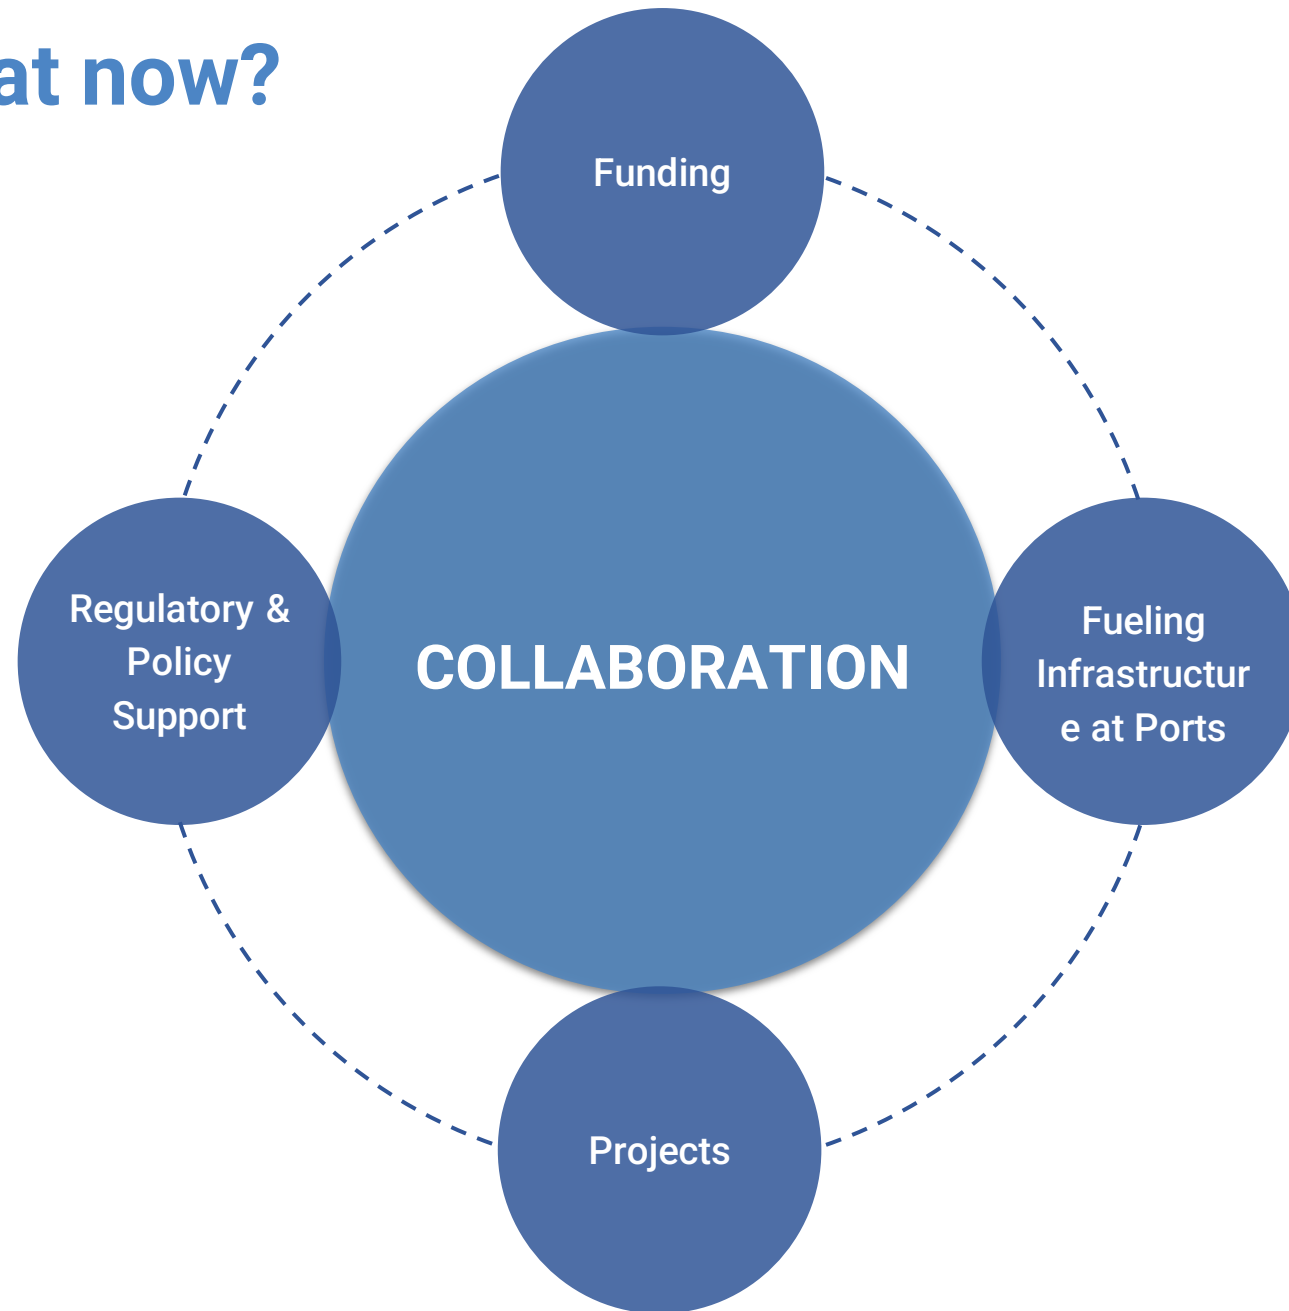 at now?
Funding
Regulatory &
Policy
Support
COLLABORATION
Fueling
Infrastructur
e at Ports
Projects